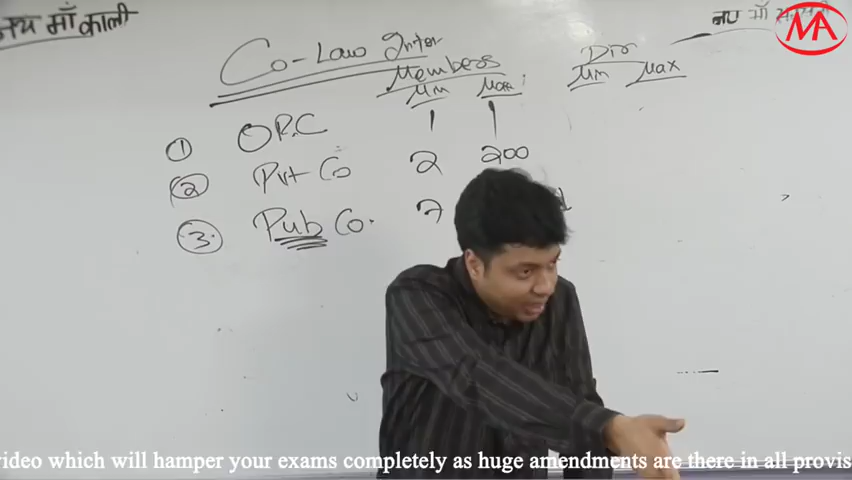 जय माँ काली
जय माँ
MA
Co-Law Inter
Members
Dir
Min Max
Min Max
① OPC 1 1
② Pvt Co 2 200
③ Pub Co. 7
video which will hamper your exams completely as huge amendments are there in all provis